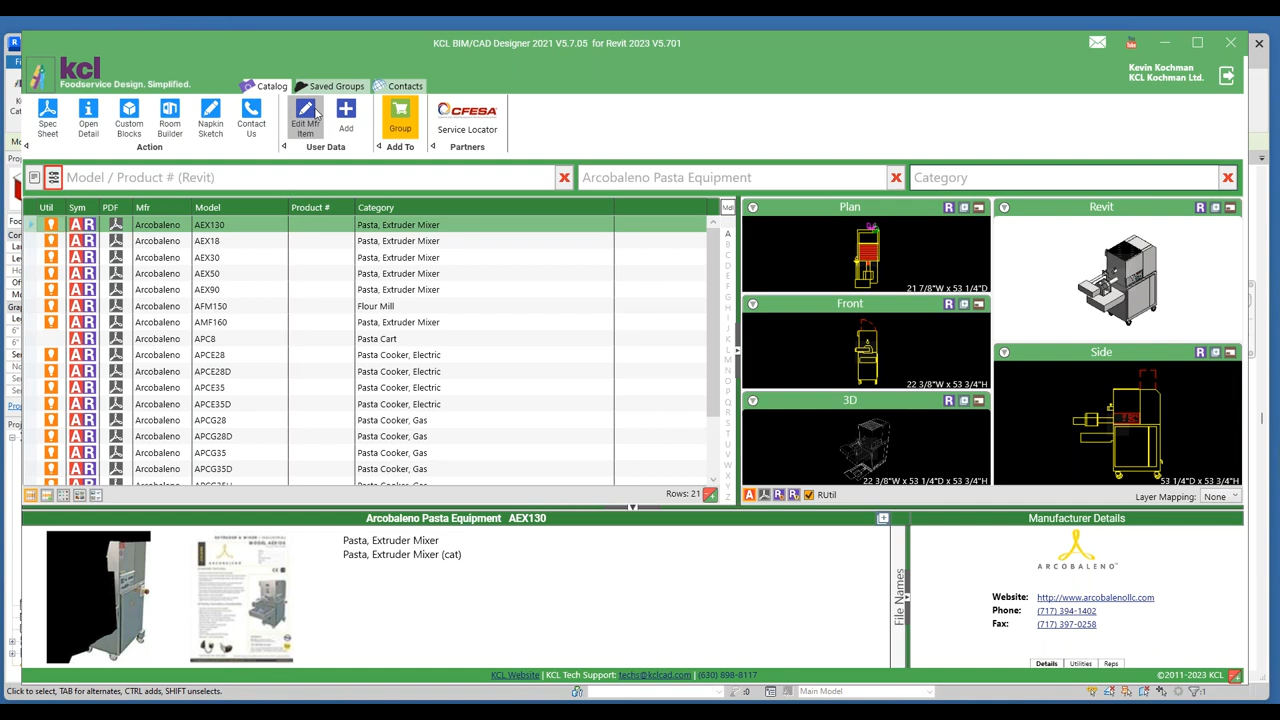 KCL BIM/CAD Designer 2021 V5.7.05 for Revit 2023 V5.701
kcl
Foodservice Design. Simplified.
Kevin Kochman
KCL Kochman Ltd.
Catalog
Saved Groups
Contacts
Spec Sheet
Open Detail
Custom Blocks
Room Builder
Napkin Sketch
Contact Us
Edit Mfr Item
Add
Group
CFESA
Service Locator
Action
User Data
Add To
Partners
Model / Product # (Revit)
Arcobaleno Pasta Equipment
Category
Util Sym PDF Mfr Model Product # Category
Mdl
A R Arcobaleno AEX130 Pasta, Extruder Mixer
A R Arcobaleno AEX18 Pasta, Extruder Mixer
A R Arcobaleno AEX30 Pasta, Extruder Mixer
A R Arcobaleno AEX50 Pasta, Extruder Mixer
A R Arcobaleno AEX90 Pasta, Extruder Mixer
A R Arcobaleno AFM150 Flour Mill
A R Arcobaleno AMF160 Pasta, Extruder Mixer
A R Arcobaleno APC8 Pasta Cart
A R Arcobaleno APCE28 Pasta Cooker, Electric
A R Arcobaleno APCE28D Pasta Cooker, Electric
A R Arcobaleno APCE35 Pasta Cooker, Electric
A R Arcobaleno APCE35D Pasta Cooker, Electric
A R Arcobaleno APCG28 Pasta Cooker, Gas
A R Arcobaleno APCG28D Pasta Cooker, Gas
A R Arcobaleno APCG35 Pasta Cooker, Gas
A R Arcobaleno APCG35D Pasta Cooker, Gas
Rows: 21
Plan
21 7/8"W x 53 1/4"D
Front
22 3/8"W x 53 3/4"H
3D
22 3/8"W x 53 3/4"H
Revit
Side
53 1/4"D x 53 3/4"H
RUtil
Layer Mapping: None
Arcobaleno Pasta Equipment AEX130
Pasta, Extruder Mixer
Pasta, Extruder Mixer (cat)
File Names
Manufacturer Details
ARCOBALENO
Website: http://www.arcobalenollc.com
Phone: (717) 394-1402
Fax: (717) 397-0258
Details Utilities Reps
KCL Website | KCL Tech Support: techs@kclcad.com | (630) 898-8117
©2011-2023 KCL
Click to select, TAB for alternates, CTRL adds, SHIFT unselects.
:0
Main Model
:1